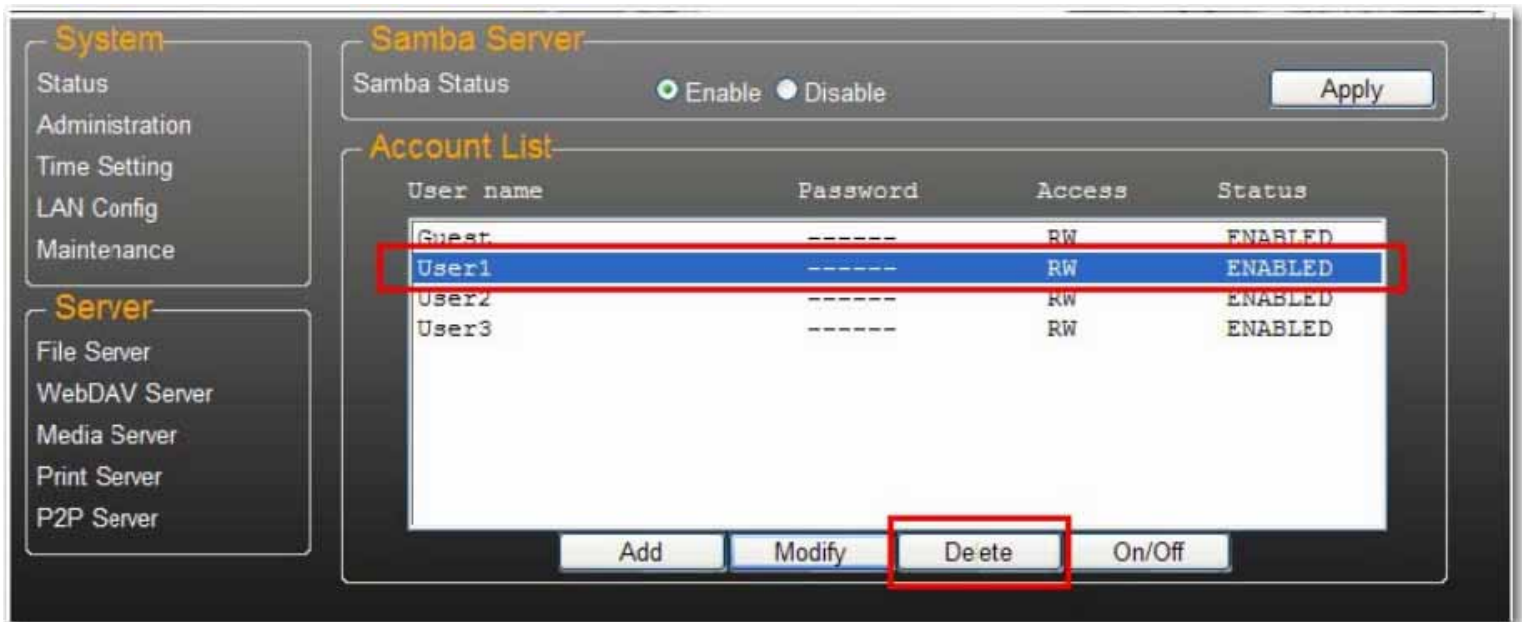 System
Status
Administration
Time Setting
LAN Config
Maintenance
Server
File Server
WebDAV Server
Media Server
Print Server
P2P Server
Samba Server
Samba Status Enable Disable Apply
Account List
User name Password Access Status
Guest ------ RW ENABLED
User1 ------ RW ENABLED
User2 ------ RW ENABLED
User3 ------ RW ENABLED
Add Modify Delete On/Off